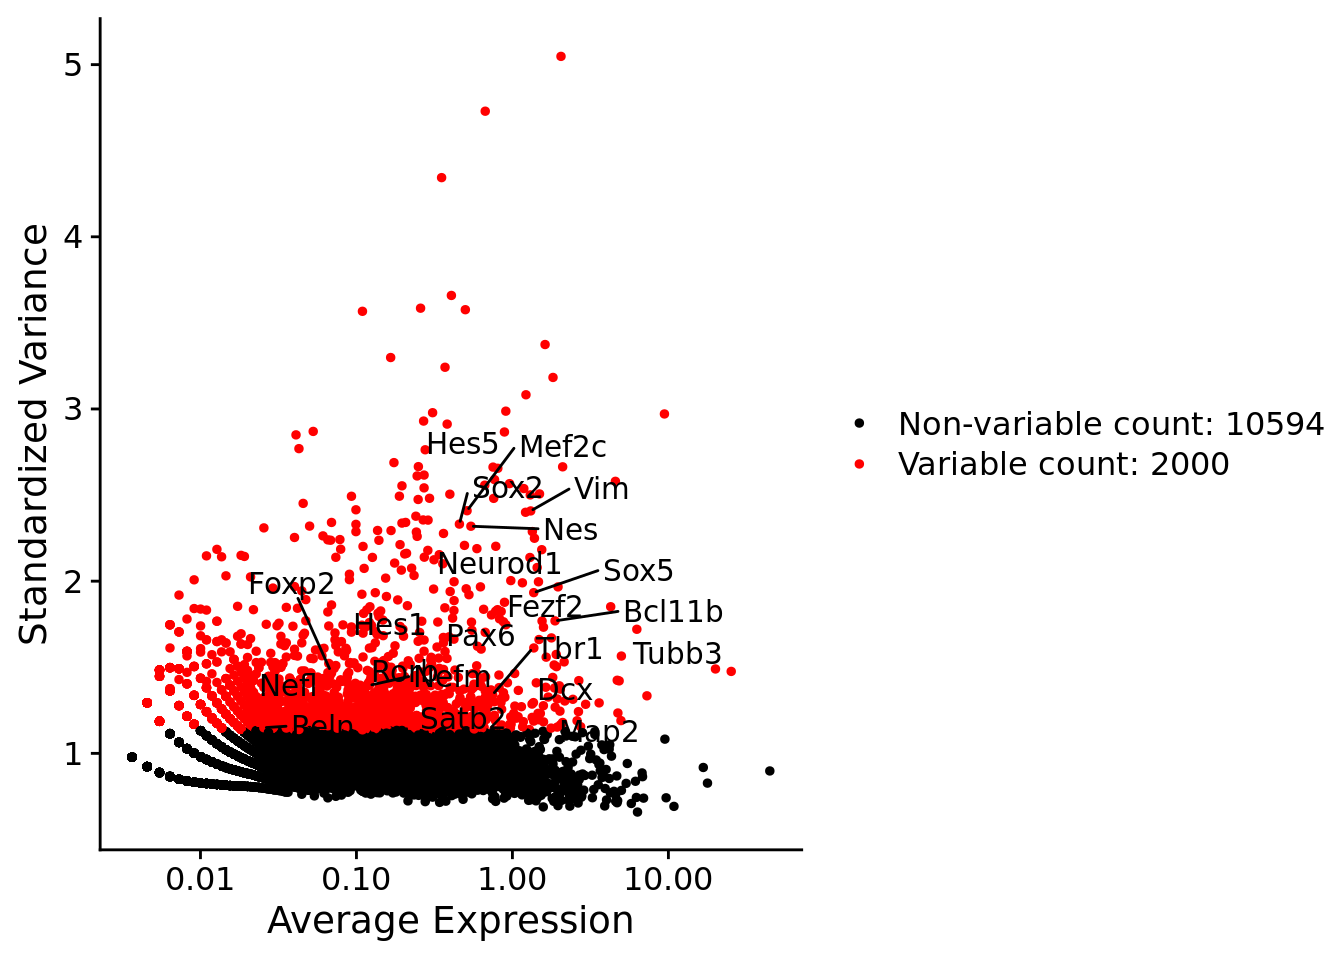 5
4
3
2
1
Standardized Variance
Hes5
Mef2c
Sox2
Vim
Nes
Neurod1
Sox5
Foxp2
Fezf2
Bcl11b
Hes1
Pax6
Tbr1
Tubb3
Rorb
Nefm
Nefl
Dcx
Satb2
Reln
Map2
0.01 0.10 1.00 10.00
Average Expression
Non-variable count: 10594
Variable count: 2000